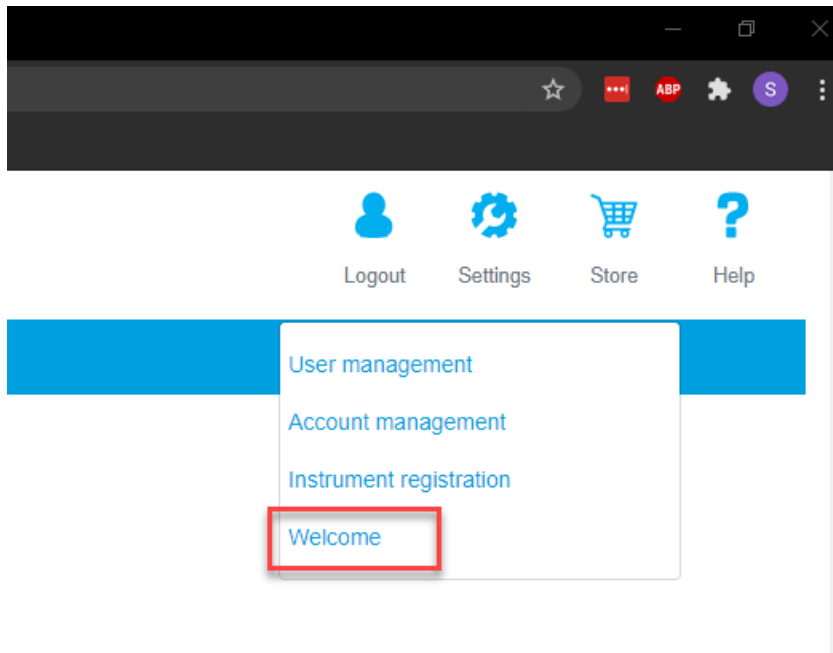 ABP
S
Logout Settings Store Help
User management
Account management
Instrument registration
Welcome